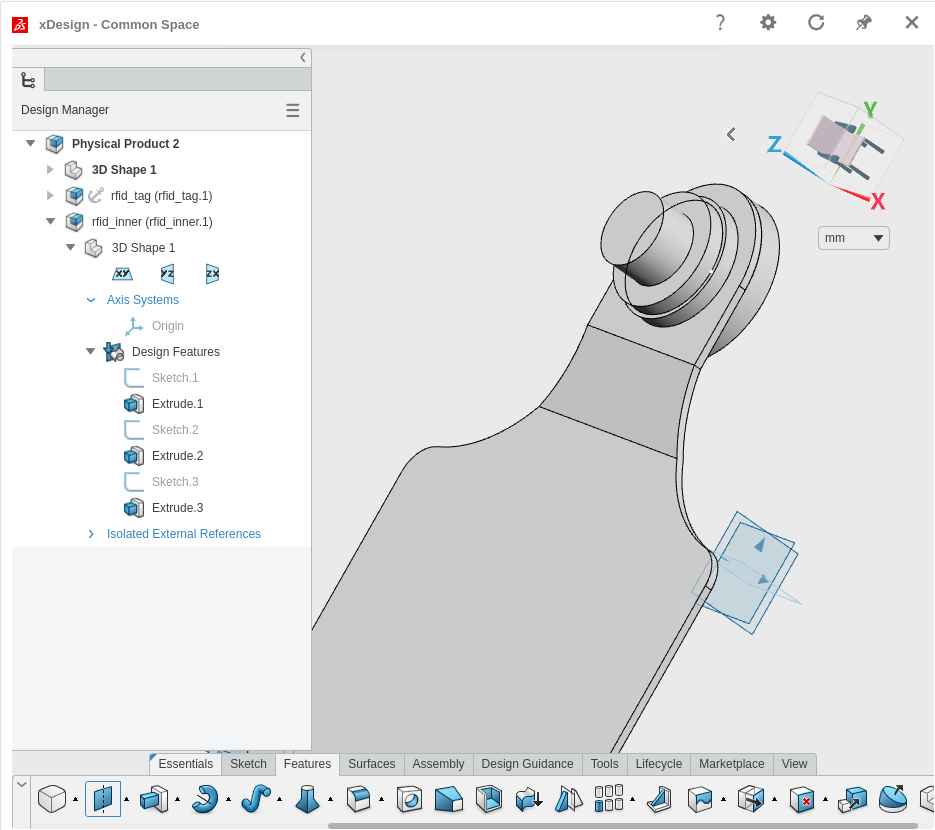 xDesign - Common Space
?
Design Manager
Physical Product 2
3D Shape 1
rfid_tag (rfid_tag.1)
rfid_inner (rfid_inner.1)
3D Shape 1
XY YZ ZX
Axis Systems
Origin
Design Features
Sketch.1
Extrude.1
Sketch.2
Extrude.2
Sketch.3
Extrude.3
Isolated External References
Y
Z
X
mm
Essentials Sketch Features Surfaces Assembly Design Guidance Tools Lifecycle Marketplace View